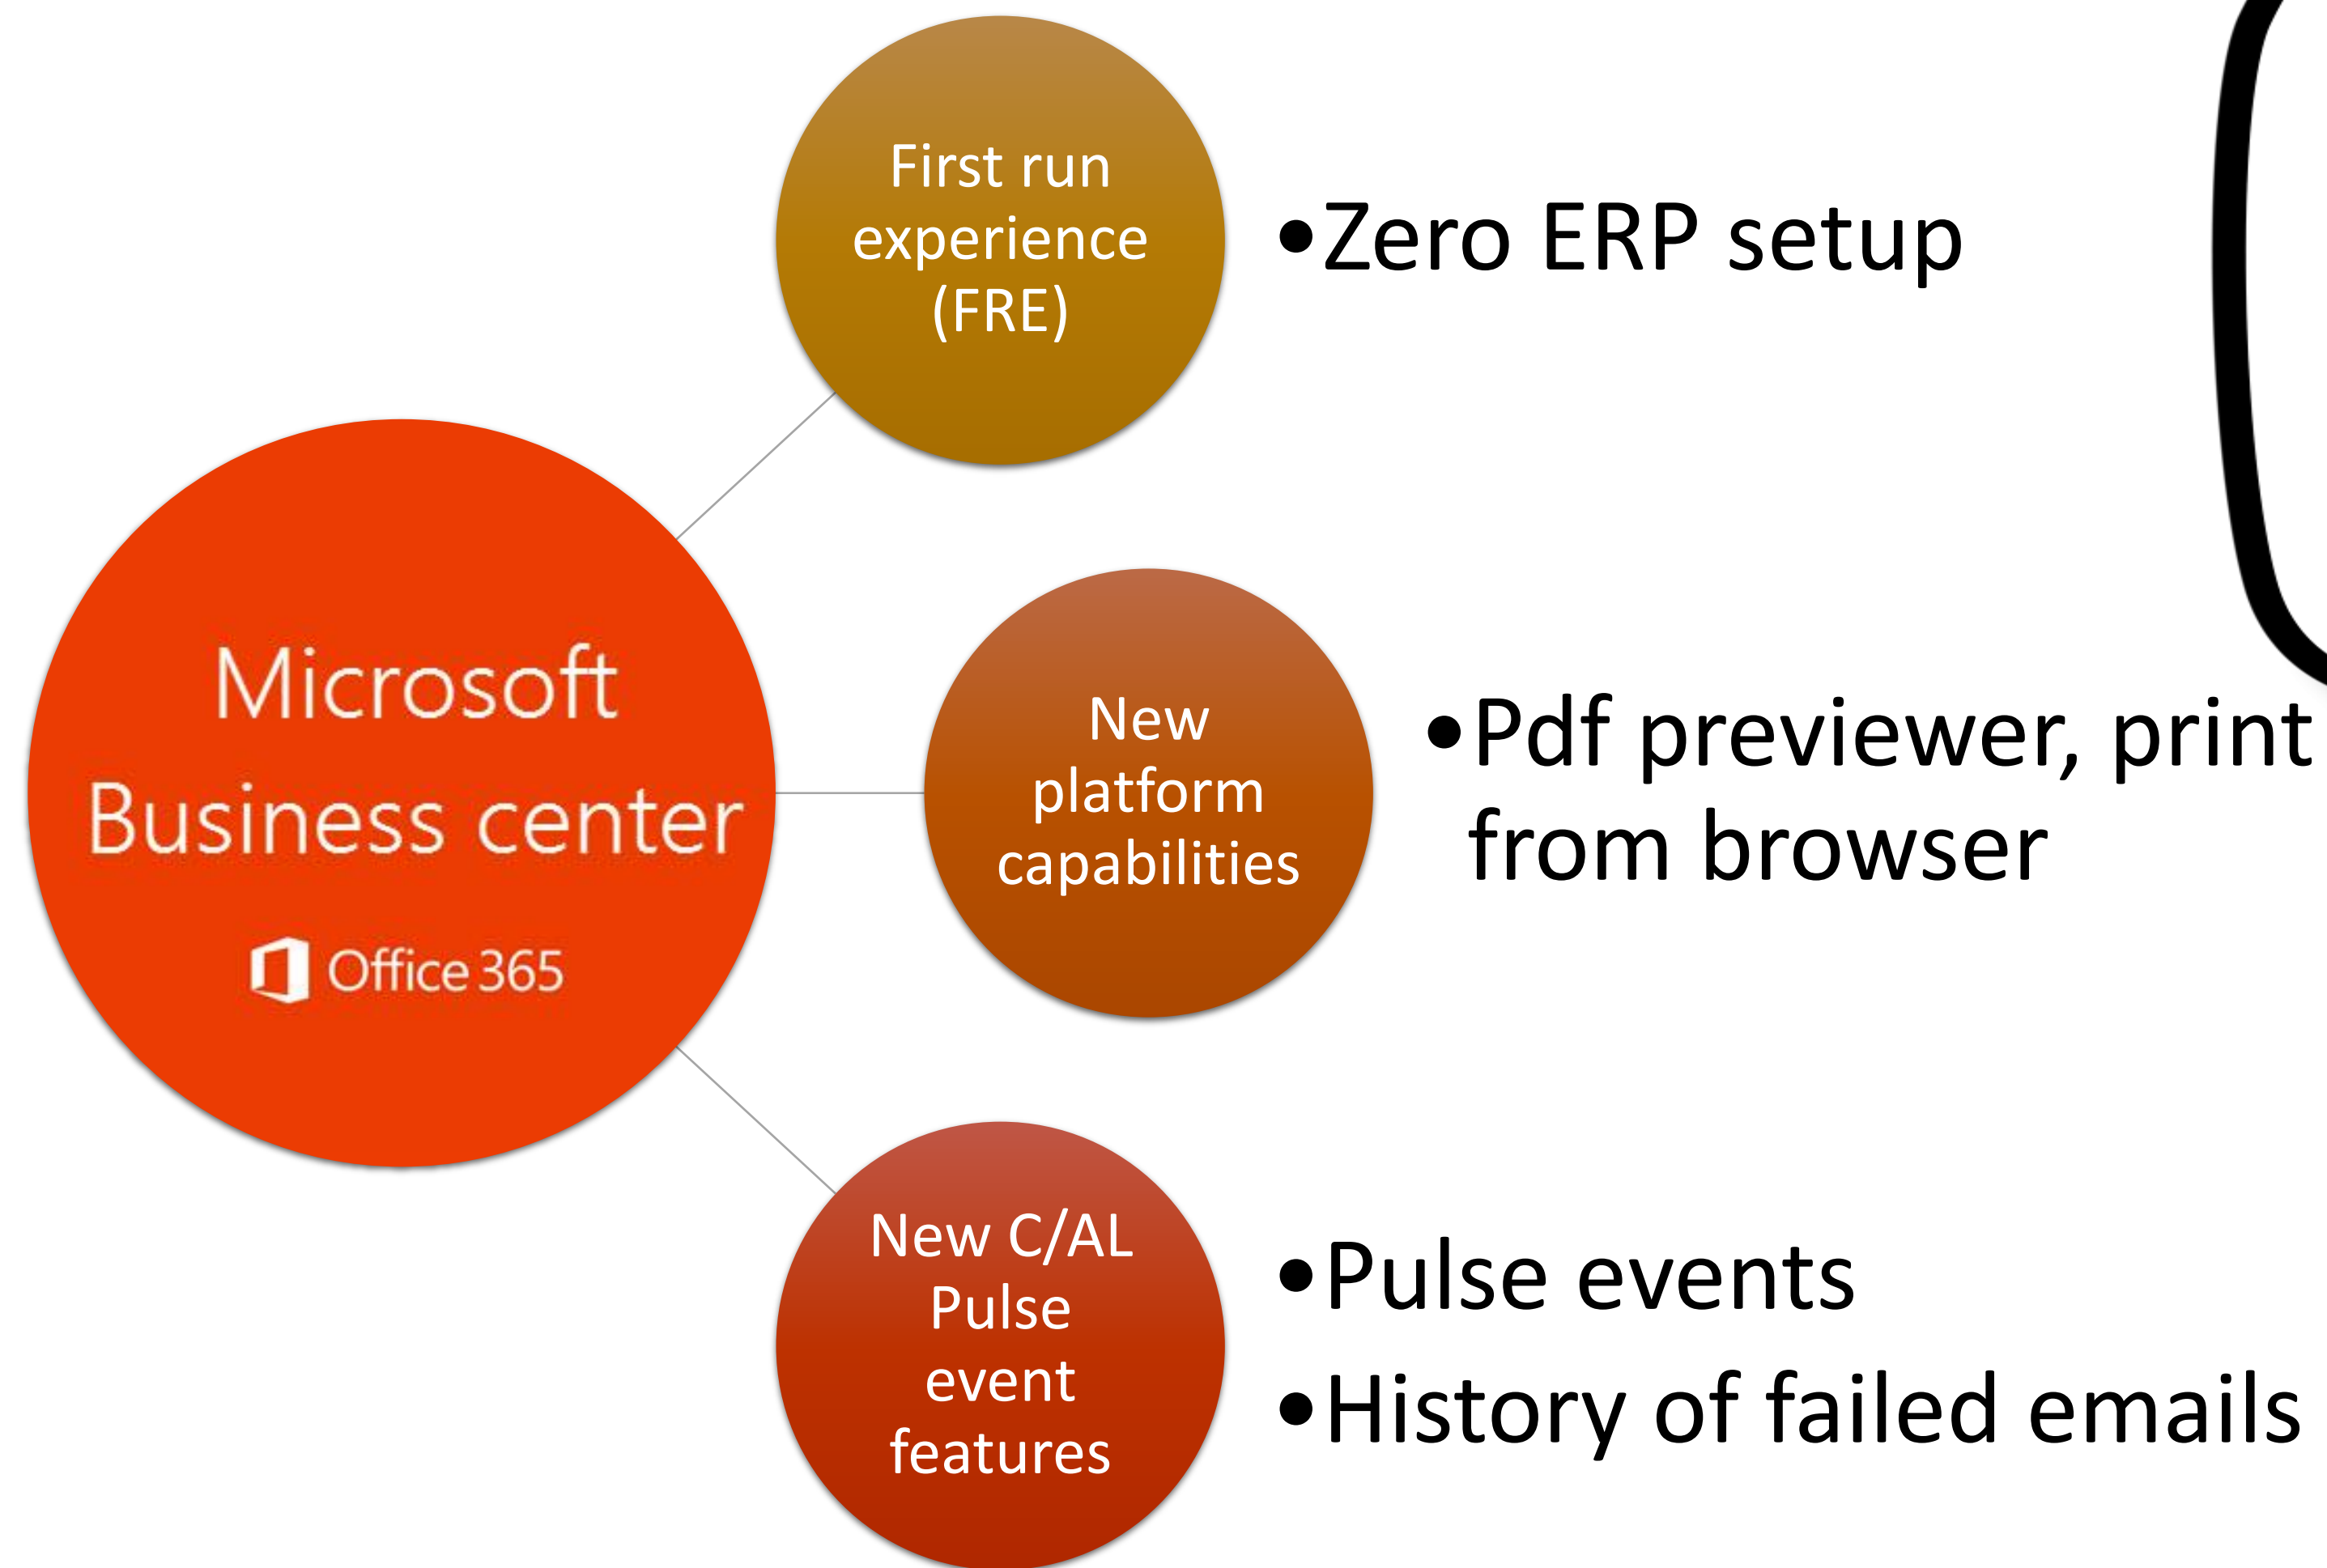 First run
experience
(FRE)
•Zero ERP setup
Microsoft
Business center
Office 365
New
platform
capabilities
•Pdf previewer, print
from browser
New C/AL
Pulse
event
features
•Pulse events
•History of failed emails